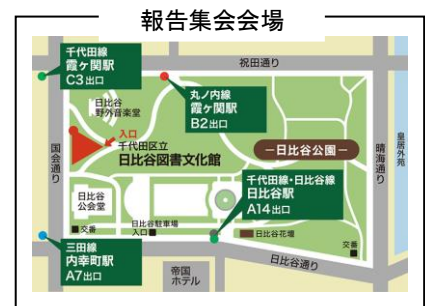 報告集会会場
千代田線
霞ヶ関駅
C3出口
祝田通り
丸ノ内線
霞ヶ関駅
B2出口
日比谷
野外音楽堂
入口
千代田区立
日比谷図書文化館
国会通り
ー日比谷公園ー
晴海通り
皇居外苑
千代田線・日比谷線
日比谷駅
A14出口
日比谷
公会堂
交番
日比谷駐車場
入口
日比谷花壇
交番
三田線
内幸町駅
A7出口
帝国
ホテル
日比谷通り